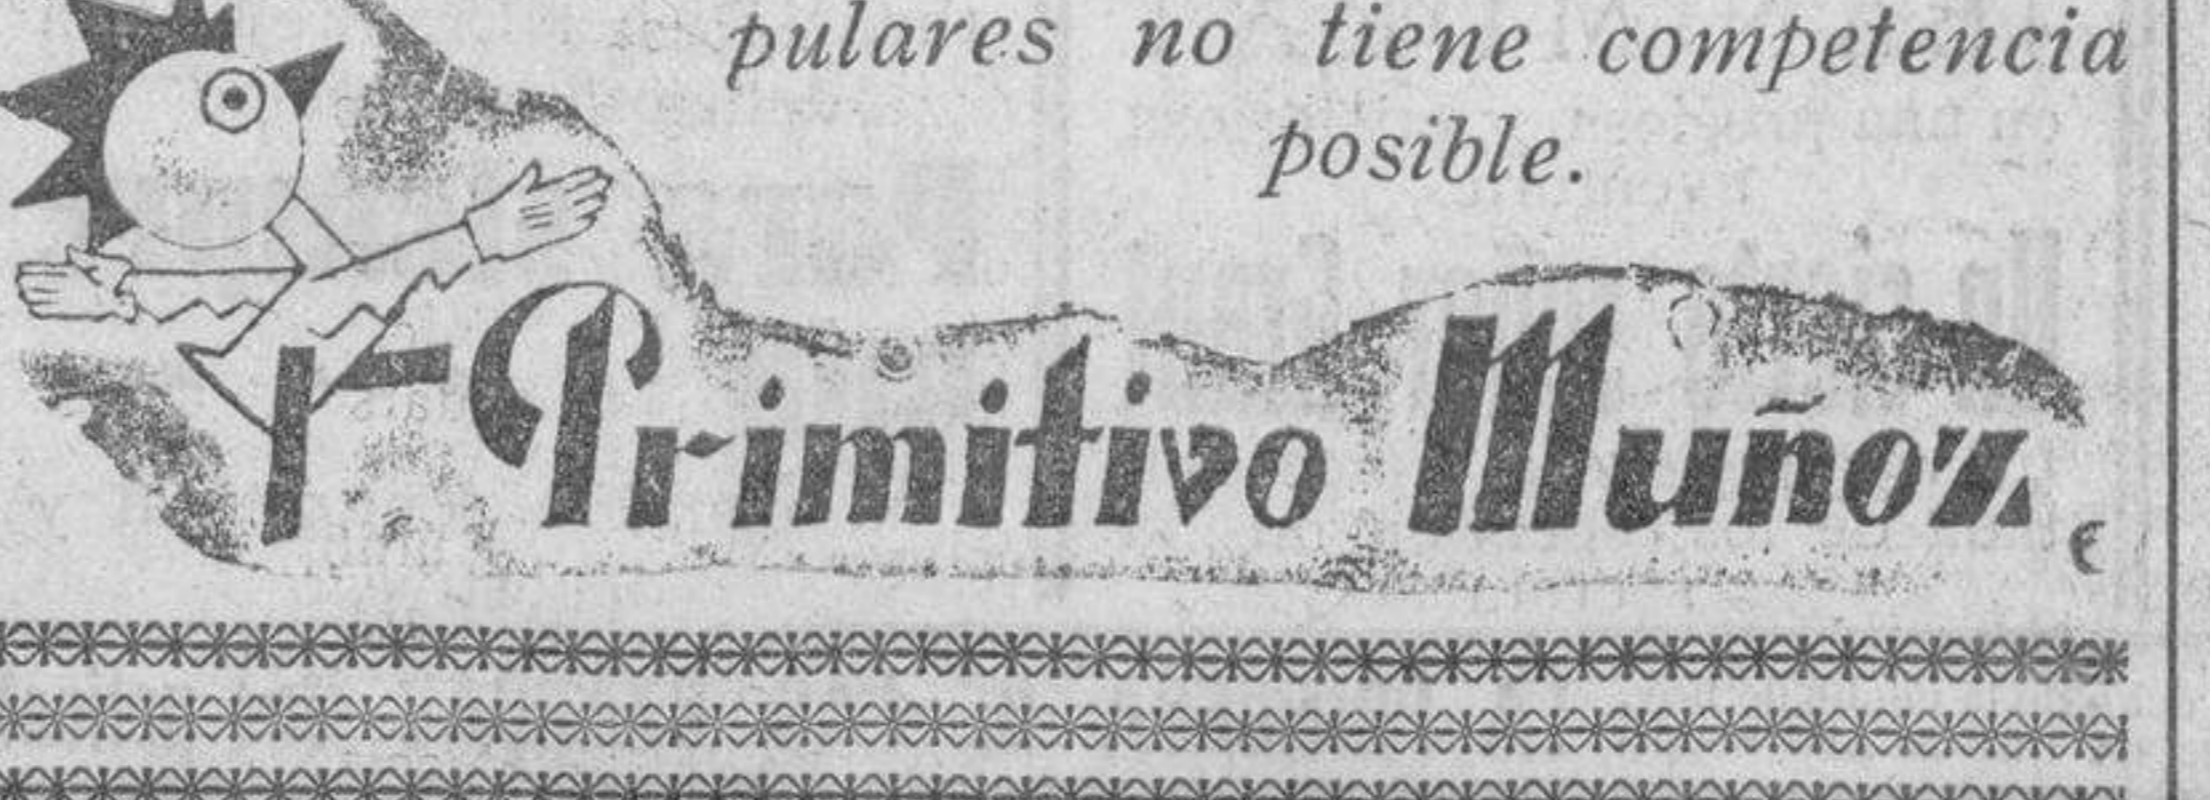 pulares no tiene competencia
posible.
Primitivo Muñoz